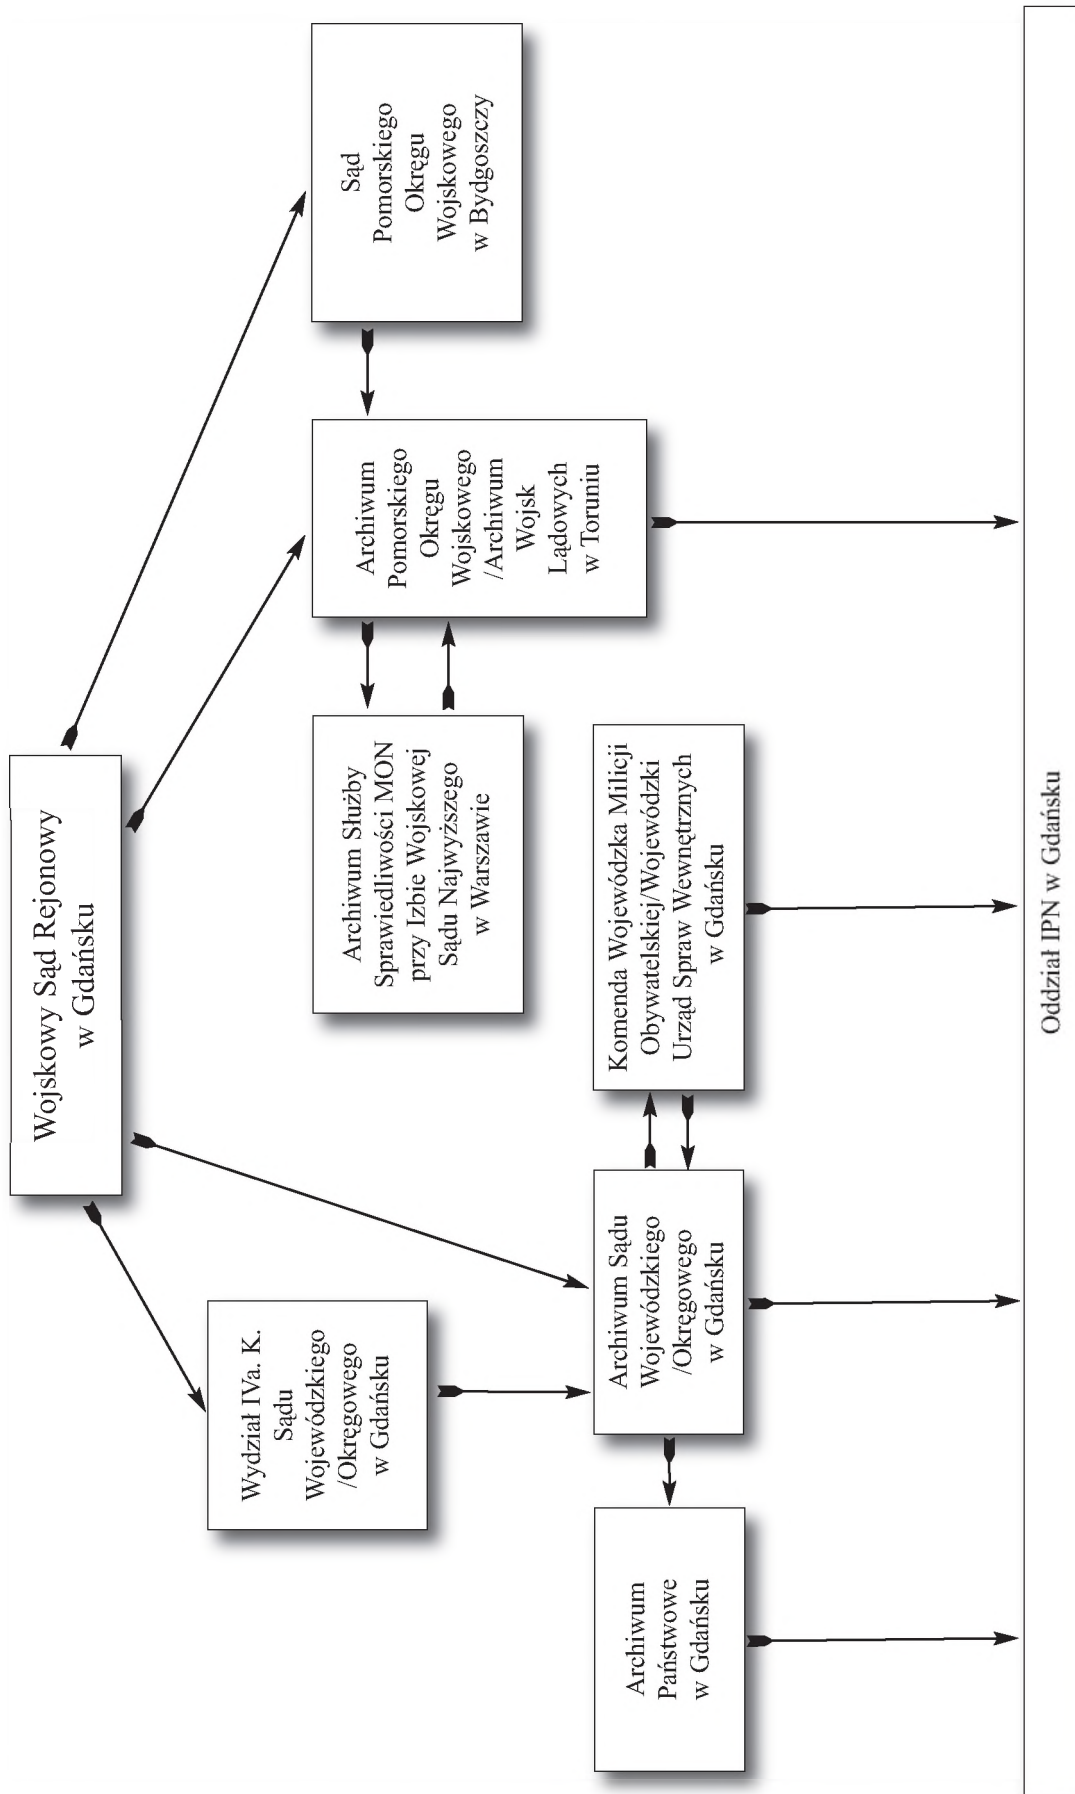 Wojskowy Sąd Rejonowy
w Gdańsku
Wydział IVa. K.
Sądu
Wojewódzkiego
/Okręgowego
w Gdańsku
Archiwum Służby
Sprawiedliwości MON
przy Izbie Wojskowej
Sądu Najwyższego
w Warszawie
Archiwum
Pomorskiego
Okręgu
Wojskowego
/Archiwum
Wojsk
Lądowych
w Toruniu
Sąd
Pomorskiego
Okręgu
Wojskowego
w Bydgoszczy
Archiwum
Państwowe
w Gdańsku
Archiwum Sądu
Wojewódzkiego
/Okręgowego
w Gdańsku
Komenda Wojewódzka Milicji
Obywatelskiej/Wojewódzki
Urząd Spraw Wewnętrznych
w Gdańsku
Oddział IPN w Gdańsku